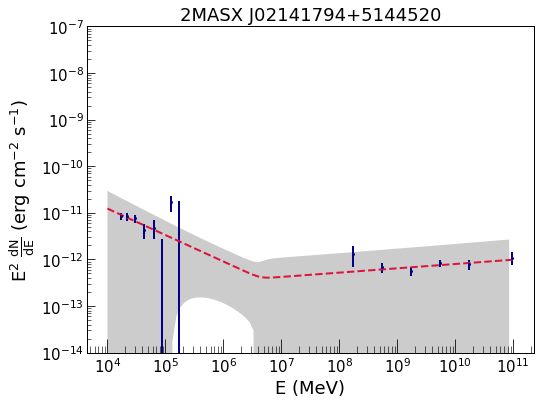 2MASX J02141794+5144520
E² dN/dE (erg cm⁻² s⁻¹)
10⁻⁷
10⁻⁸
10⁻⁹
10⁻¹⁰
10⁻¹¹
10⁻¹²
10⁻¹³
10⁻¹⁴
10⁴ 10⁵ 10⁶ 10⁷ 10⁸ 10⁹ 10¹⁰ 10¹¹
E (MeV)